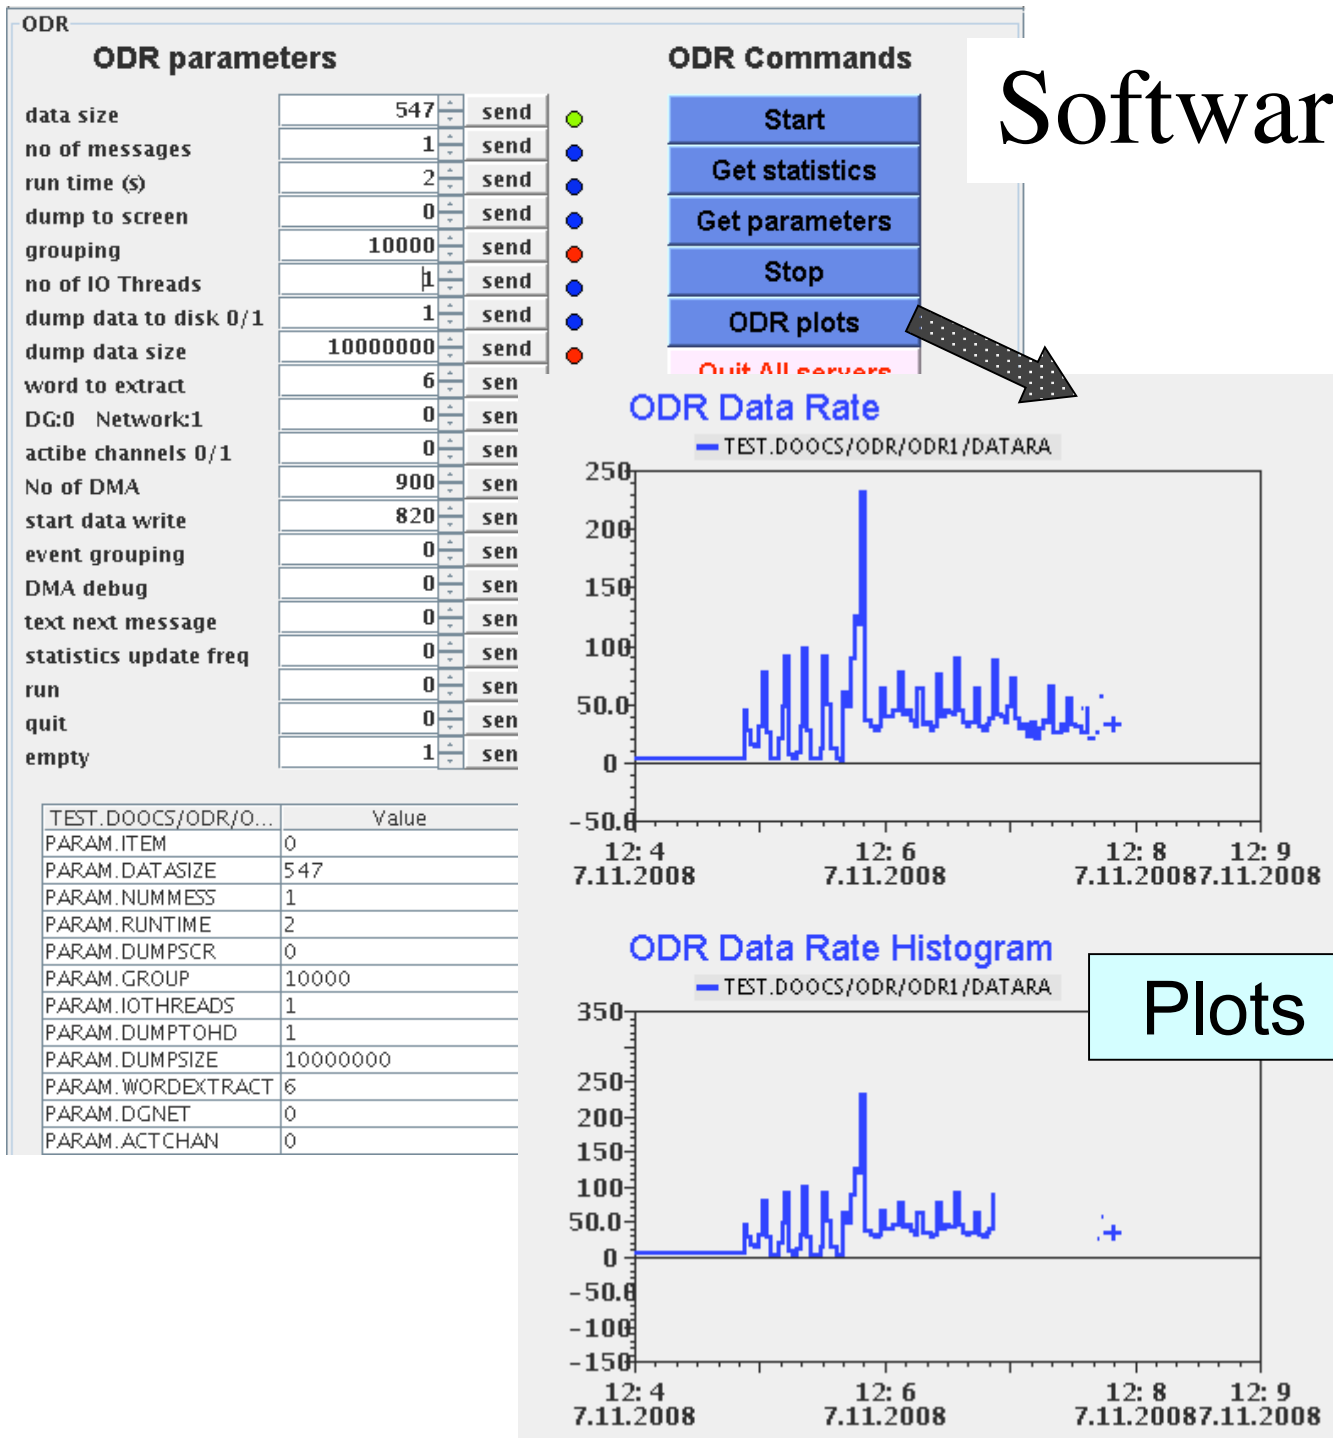 ODR
ODR parameters
ODR Commands
Softwar
data size 547 send
no of messages 1 send
run time (s) 2 send
dump to screen 0 send
grouping 10000 send
no of IO Threads 1 send
dump data to disk 0/1 1 send
dump data size 10000000 send
word to extract 6 sen
DG:0 Network:1 0 sen
actibe channels 0/1 0 sen
No of DMA 900 sen
start data write 820 sen
event grouping 0 sen
DMA debug 0 sen
text next message 0 sen
statistics update freq 0 sen
run 0 sen
quit 0 sen
empty 1 sen
Start
Get statistics
Get parameters
Stop
ODR plots
Quit All servers
TEST.DOOCS/ODR/O... Value
PARAM.ITEM 0
PARAM.DATASIZE 547
PARAM.NUMMESS 1
PARAM.RUNTIME 2
PARAM.DUMPSCR 0
PARAM.GROUP 10000
PARAM.IOTHREADS 1
PARAM.DUMPTOHD 1
PARAM.DUMPSIZE 10000000
PARAM.WORDEXTRACT 6
PARAM.DGNET 0
PARAM.ACTCHAN 0
ODR Data Rate
TEST.DOOCS/ODR/ODR1/DATARA
250
200
150
100
50.0
0
-50.0
12: 4 12: 6 12: 8 12: 9
7.11.2008 7.11.2008 7.11.2008 7.11.2008
ODR Data Rate Histogram
TEST.DOOCS/ODR/ODR1/DATARA
Plots
350
250
200
150
100
50.0
0
-50.0
-100
-150
12: 4 12: 6 12: 8 12: 9
7.11.2008 7.11.2008 7.11.2008 7.11.2008